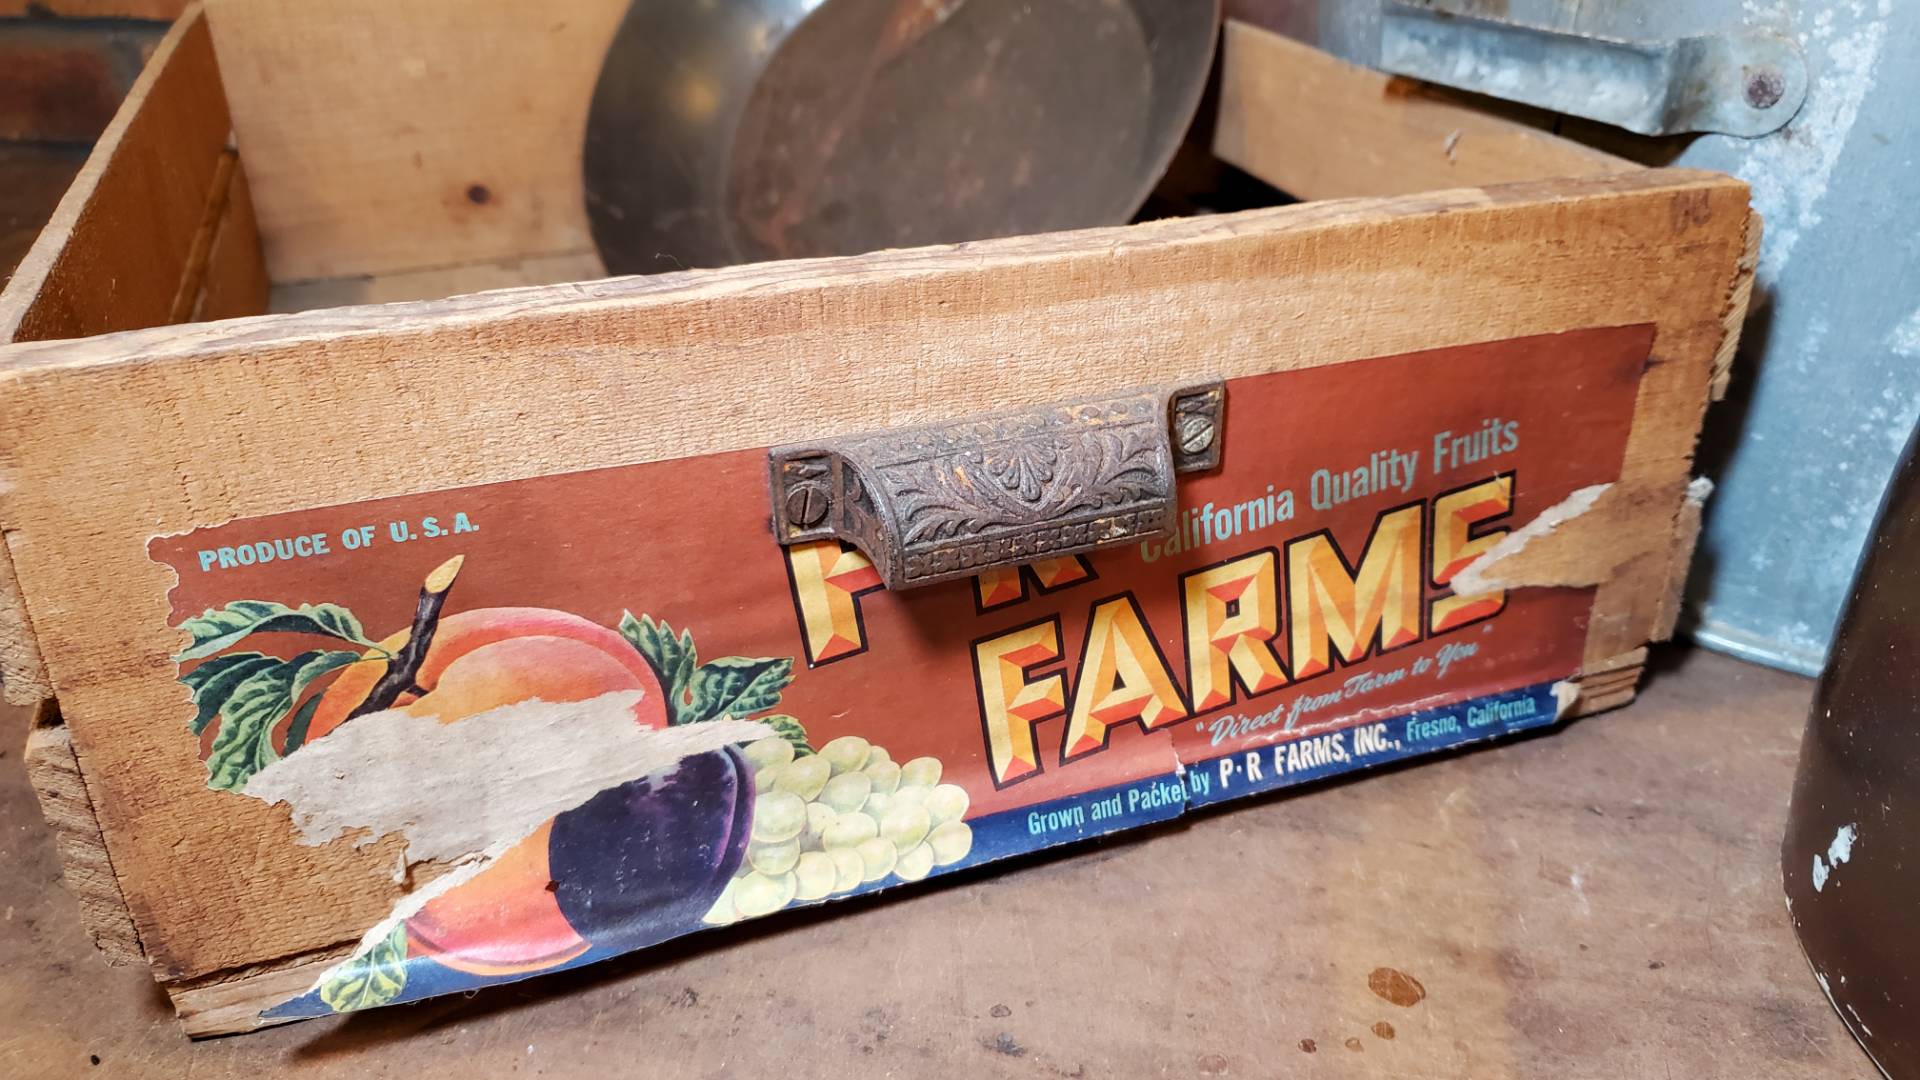 PRODUCE OF U.S.A.
California Quality Fruits
P R
FARMS
"Direct from Farm to You"
Grown and Packed by P·R FARMS, INC., Fresno, California